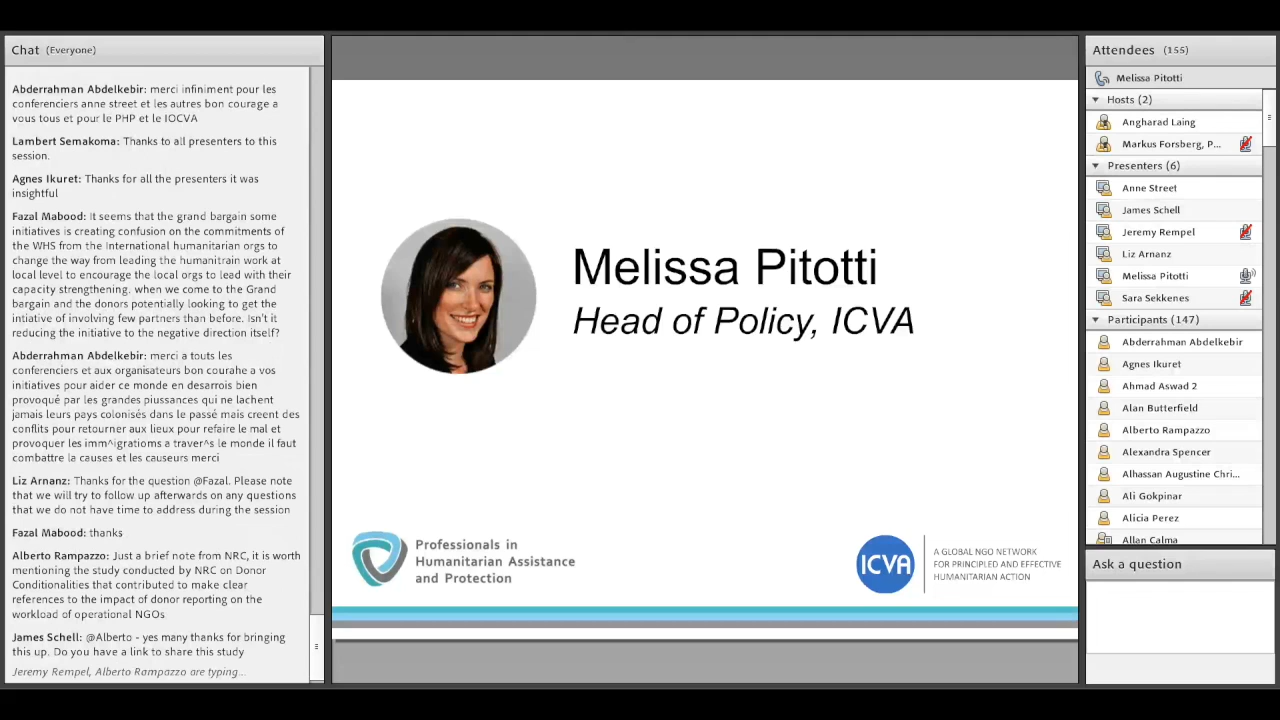 Chat (Everyone)
Abderrahman Abdelkebir: merci infiniment pour les
conferenciers anne street et les autres bon courage a
vous tous et pour le PHP et le IOCVA
Lambert Semakoma: Thanks to all presenters to this
session.
Agnes Ikuret: Thanks for all the presenters it was
insightful
Fazal Mabood: It seems that the grand bargain some
initiatives is creating confusion on the commitments of
the WHS from the International humanitarian orgs to
change the way from leading the humanitrain work at
local level to encourage the local orgs to lead with their
capacity strengthening. when we come to the Grand
bargain and the donors potentially looking to get the
intiative of involving few partners than before. Isn't it
reducing the initiative to the negative direction itself?
Abderrahman Abdelkebir: merci a touts les
conferenciers et aux organisateurs bon courahe a vos
initiatives pour aider ce monde en desarrois bien
provoqué par les grandes piussances qui ne lachent
jamais leurs pays colonisés dans le passé mais creent des
conflits pour retourner aux lieux pour refaire le mal et
provoquer les imm^igratioms a traver^s le monde il faut
combattre la causes et les causeurs merci
Liz Arnanz: Thanks for the question @Fazal. Please note
that we will try to follow up afterwards on any questions
that we do not have time to address during the session
Fazal Mabood: thanks
Alberto Rampazzo: Just a brief note from NRC, it is worth
mentioning the study conducted by NRC on Donor
Conditionalities that contributed to make clear
references to the impact of donor reporting on the
workload of operational NGOs
James Schell: @Alberto - yes many thanks for bringing
this up. Do you have a link to share this study
Jeremy Rempel, Alberto Rampazzo are typing...
Melissa Pitotti
Head of Policy, ICVA
Professionals in
Humanitarian Assistance
and Protection
ICVA
A GLOBAL NGO NETWORK
FOR PRINCIPLED AND EFFECTIVE
HUMANITARIAN ACTION
Attendees (155)
Melissa Pitotti
Hosts (2)
Angharad Laing
Markus Forsberg, P...
Presenters (6)
Anne Street
James Schell
Jeremy Rempel
Liz Arnanz
Melissa Pitotti
Sara Sekkenes
Participants (147)
Abderrahman Abdelkebir
Agnes Ikuret
Ahmad Aswad 2
Alan Butterfield
Alberto Rampazzo
Alexandra Spencer
Alhassan Augustine Chri...
Ali Gokpinar
Alicia Perez
Allan Calma
Ask a question